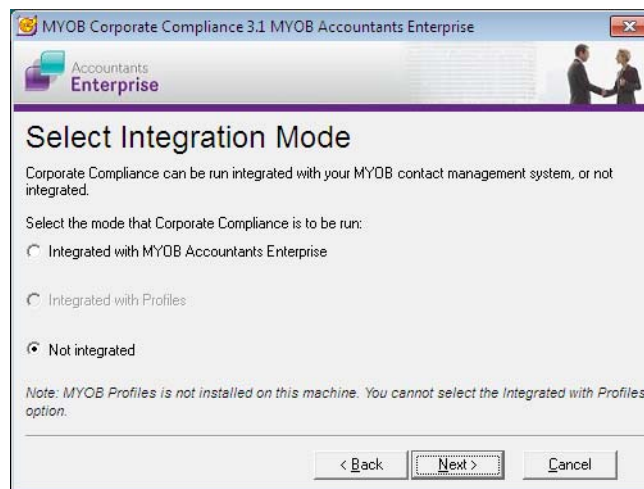 MYOB Corporate Compliance 3.1 MYOB Accountants Enterprise
Accountants
Enterprise
Select Integration Mode
Corporate Compliance can be run integrated with your MYOB contact management system, or not
integrated.
Select the mode that Corporate Compliance is to be run:
Integrated with MYOB Accountants Enterprise
Integrated with Profiles
Not integrated
Note: MYOB Profiles is not installed on this machine. You cannot select the Integrated with Profiles
option.
< Back Next > Cancel